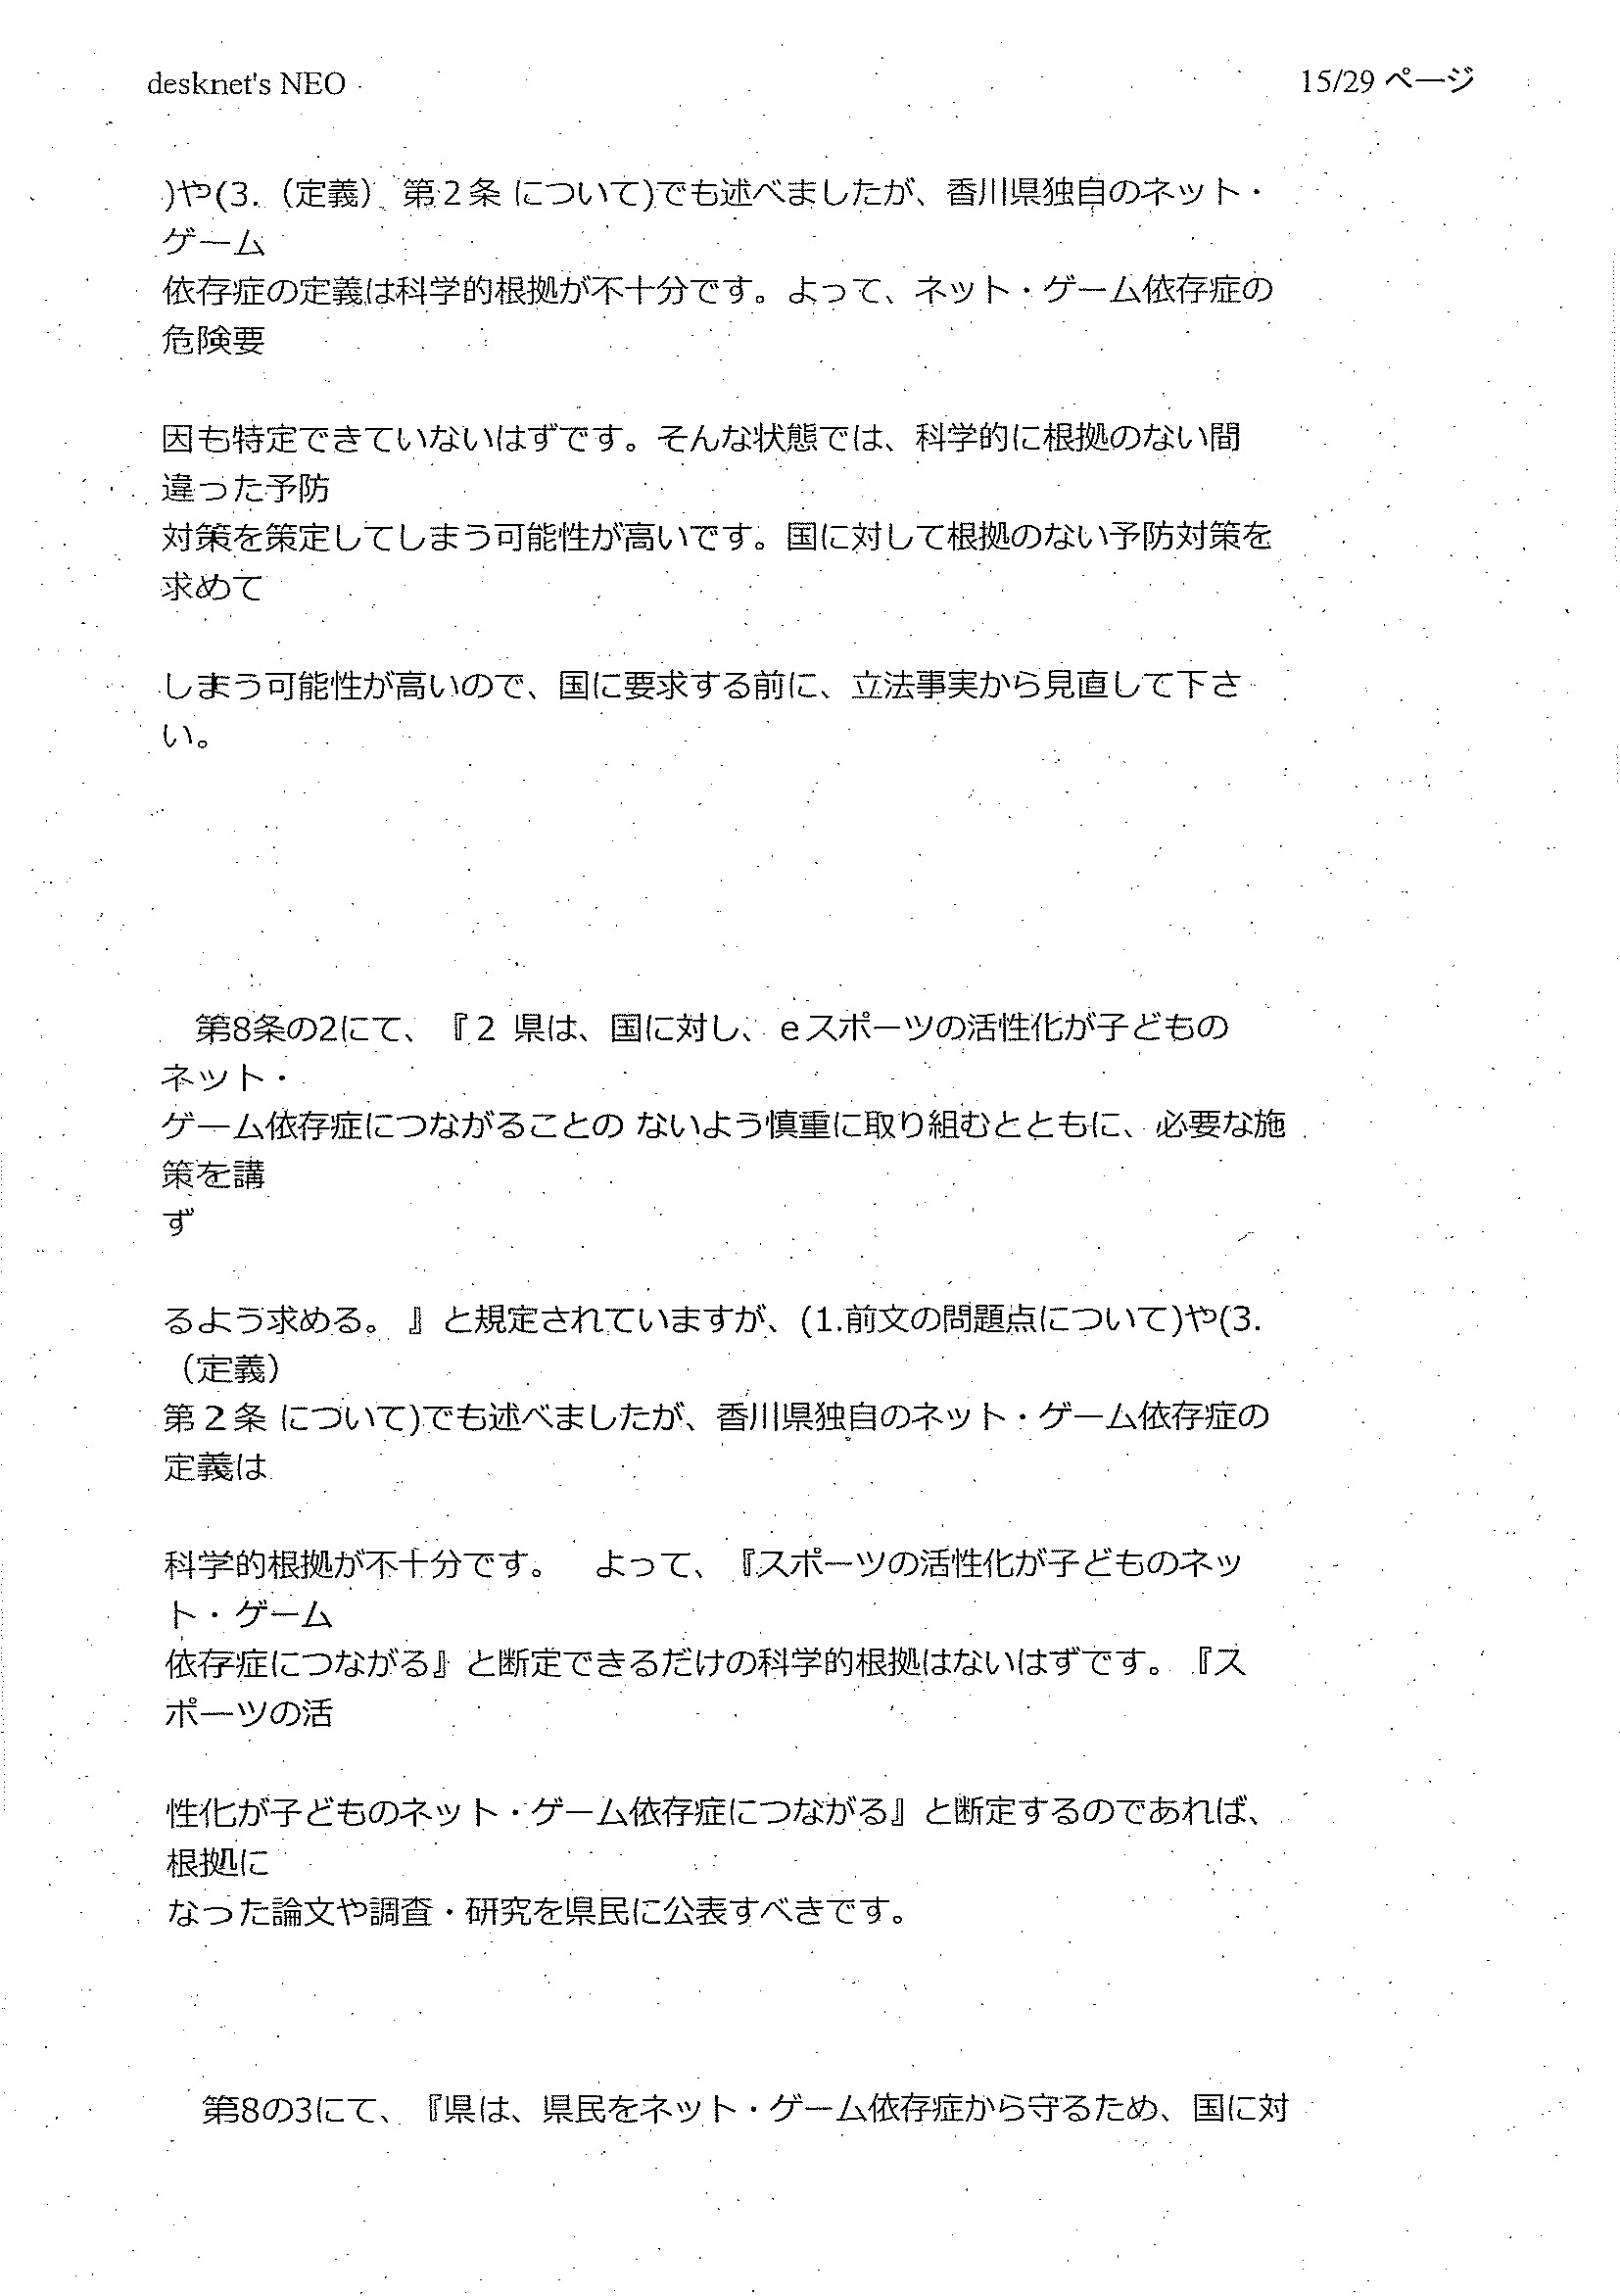 desknet's NEO
15/29 ページ
)や(3.（定義） 第２条 について)でも述べましたが、香川県独自のネット・
ゲーム
依存症の定義は科学的根拠が不十分です。よって、ネット・ゲーム依存症の
危険要
因も特定できていないはずです。そんな状態では、科学的に根拠のない間
違った予防
対策を策定してしまう可能性が高いです。国に対して根拠のない予防対策を
求めて
しまう可能性が高いので、国に要求する前に、立法事実から見直して下さ
い。
第8条の2にて、『２ 県は、国に対し、ｅスポーツの活性化が子どもの
ネット・
ゲーム依存症につながることの ないよう慎重に取り組むとともに、必要な施
策を講
ず
るよう求める。』と規定されていますが、(1.前文の問題点について)や(3.
（定義）
第２条 について)でも述べましたが、香川県独自のネット・ゲーム依存症の
定義は
科学的根拠が不十分です。　よって、『スポーツの活性化が子どものネッ
ト・ゲーム
依存症につながる』と断定できるだけの科学的根拠はないはずです。『ス
ポーツの活
性化が子どものネット・ゲーム依存症につながる』と断定するのであれば、
根拠に
なった論文や調査・研究を県民に公表すべきです。
第8の3にて、『県は、県民をネット・ゲーム依存症から守るため、国に対